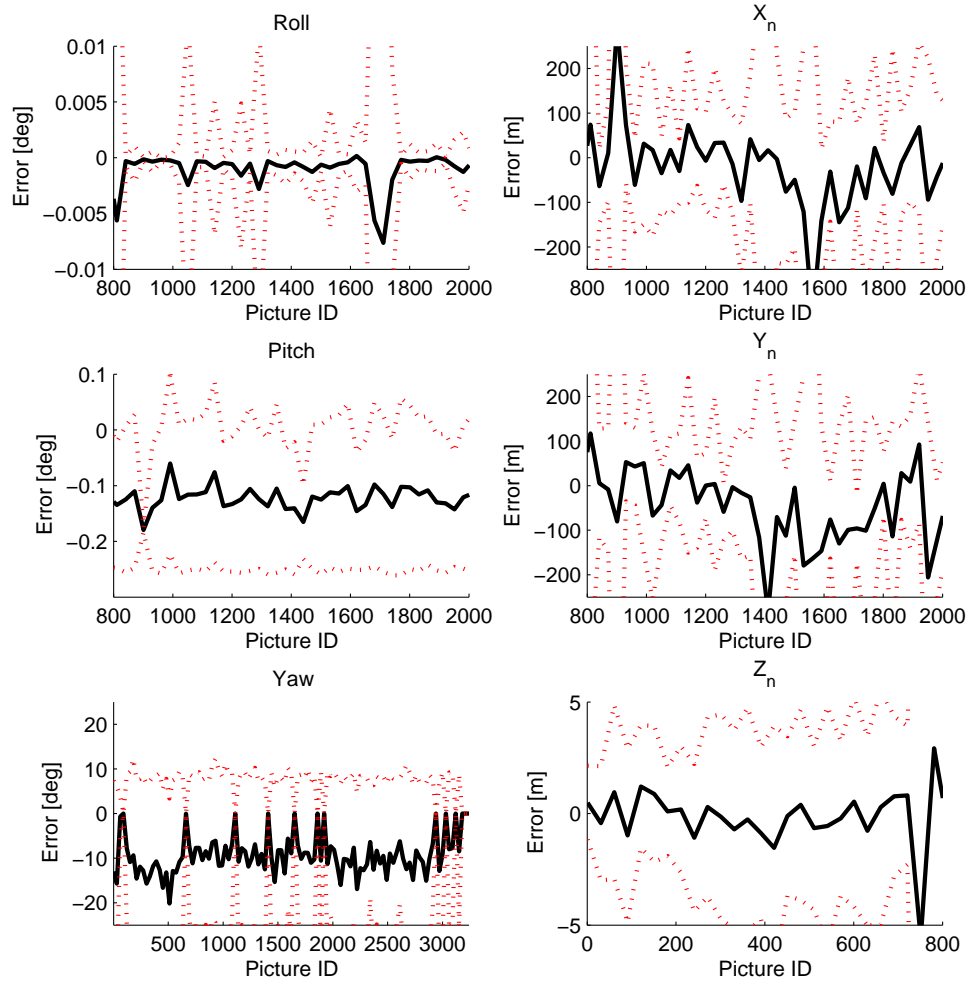 Roll
0.01
0.005
0
−0.005
−0.01
Error [deg]
800 1000 1200 1400 1600 1800 2000
Picture ID
X_n
200
100
0
−100
−200
Error [m]
800 1000 1200 1400 1600 1800 2000
Picture ID
Pitch
0.1
0
−0.1
−0.2
Error [deg]
800 1000 1200 1400 1600 1800 2000
Picture ID
Y_n
200
100
0
−100
−200
Error [m]
800 1000 1200 1400 1600 1800 2000
Picture ID
Yaw
20
10
0
−10
−20
Error [deg]
500 1000 1500 2000 2500 3000
Picture ID
Z_n
5
0
−5
Error [m]
0 200 400 600 800
Picture ID